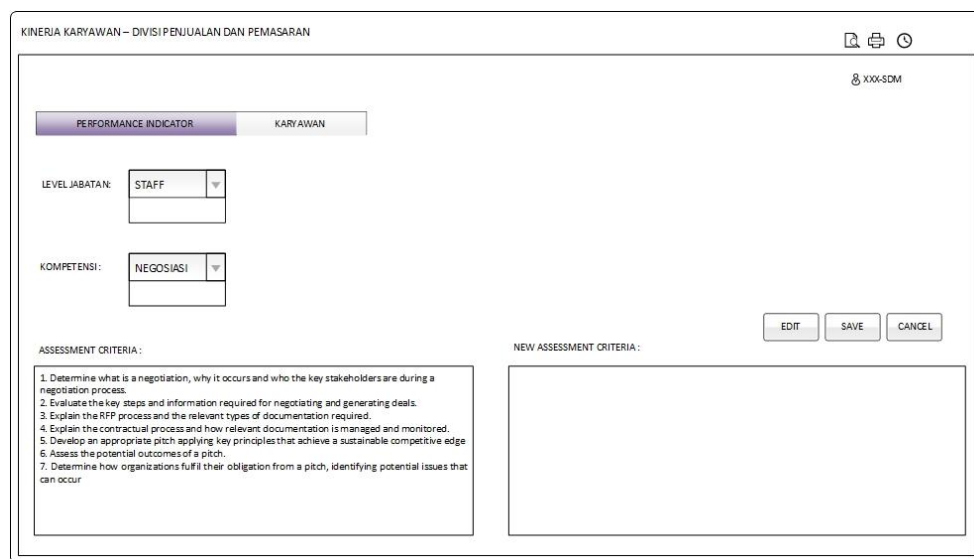 KINERJA KARYAWAN – DIVISI PENJUALAN DAN PEMASARAN
XXX-SDM
PERFORMANCE INDICATOR
KARYAWAN
LEVEL JABATAN:
STAFF
KOMPETENSI :
NEGOSIASI
EDIT
SAVE
CANCEL
ASSESSMENT CRITERIA :
NEW ASSESSMENT CRITERIA :
1. Determine what is a negotiation, why it occurs and who the key stakeholders are during a
negotiation process.
2. Evaluate the key steps and information required for negotiating and generating deals.
3. Explain the RFP process and the relevant types of documentation required.
4. Explain the contractual process and how relevant documentation is managed and monitored.
5. Develop an appropriate pitch applying key principles that achieve a sustainable competitive edge
6. Assess the potential outcomes of a pitch.
7. Determine how organizations fulfil their obligation from a pitch, identifying potential issues that
can occur